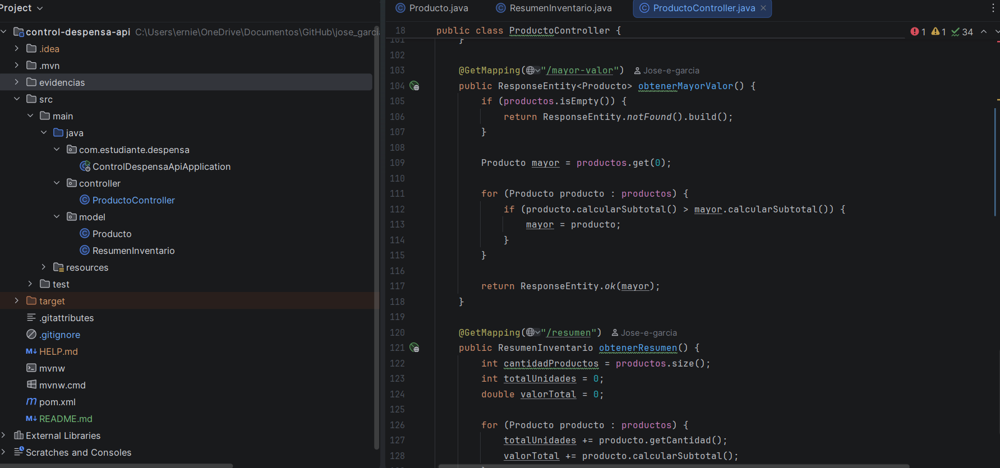 Project
control-despensa-api C:\Users\ernie\OneDrive\Documentos\GitHub\jose_garcia
.idea
.mvn
evidencias
src
main
java
com.estudiante.despensa
ControlDespensaApiApplication
controller
ProductoController
model
Producto
ResumenInventario
resources
test
target
.gitattributes
.gitignore
M↓ HELP.md
mvnw
mvnw.cmd
m pom.xml
M↓ README.md
External Libraries
Scratches and Consoles
Producto.java ResumenInventario.java ProductoController.java
18 public class ProductoController { 1 1 34
101 }
102
103 @GetMapping("/mayor-valor") Jose-e-garcia
104 public ResponseEntity<Producto> obtenerMayorValor() {
105 if (productos.isEmpty()) {
106 return ResponseEntity.notFound().build();
107 }
108
109 Producto mayor = productos.get(0);
110
111 for (Producto producto : productos) {
112 if (producto.calcularSubtotal() > mayor.calcularSubtotal()) {
113 mayor = producto;
114 }
115 }
116
117 return ResponseEntity.ok(mayor);
118 }
119
120 @GetMapping("/resumen") Jose-e-garcia
121 public ResumenInventario obtenerResumen() {
122 int cantidadProductos = productos.size();
123 int totalUnidades = 0;
124 double valorTotal = 0;
125
126 for (Producto producto : productos) {
127 totalUnidades += producto.getCantidad();
128 valorTotal += producto.calcularSubtotal();